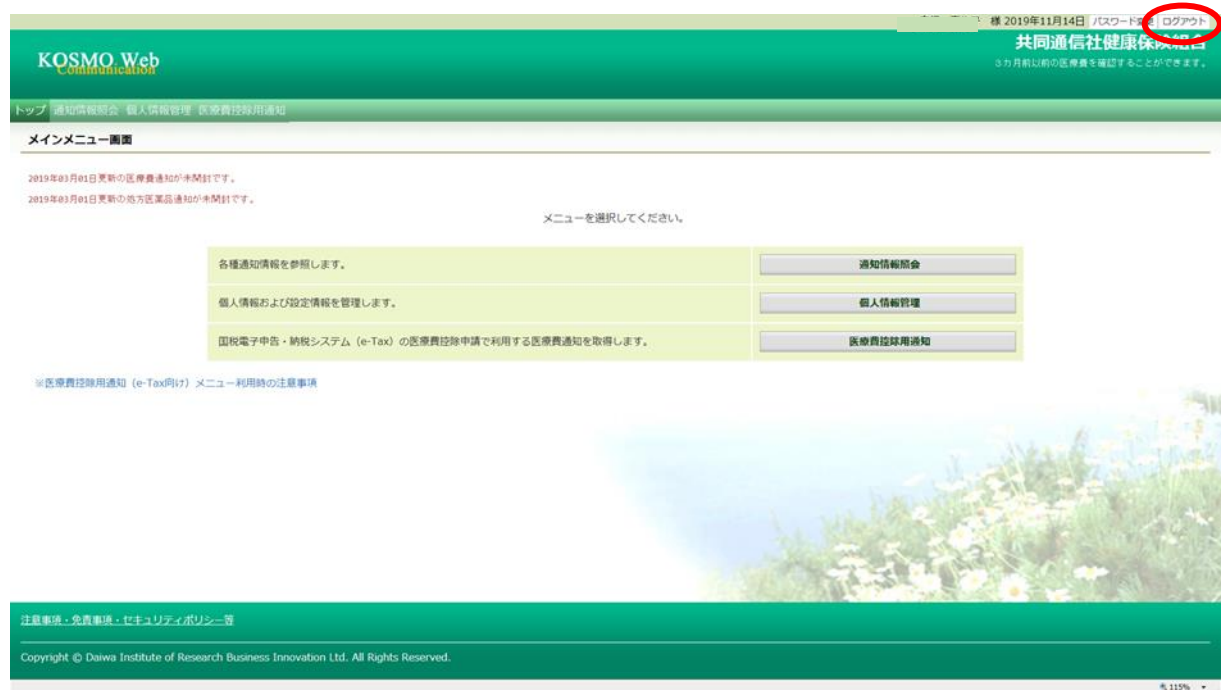 様 2019年11月14日 パスワード変更 ログアウト
KOSMO Web
Communication
共同通信社健康保険組合
3カ月前以前の医療費を確認することができます。
トップ 通知情報照会 個人情報管理 医療費控除用通知
メインメニュー画面
2019年03月01日更新の医療費通知が未開封です。
2019年03月01日更新の処方医薬品通知が未開封です。
メニューを選択してください。
各種通知情報を参照します。 通知情報照会
個人情報および設定情報を管理します。 個人情報管理
国税電子申告・納税システム（e-Tax）の医療費控除申請で利用する医療費通知を取得します。 医療費控除用通知
※医療費控除用通知（e-Tax向け）メニュー利用時の注意事項
注意事項・免責事項・セキュリティポリシー等
Copyright © Daiwa Institute of Research Business Innovation Ltd. All Rights Reserved.
115%